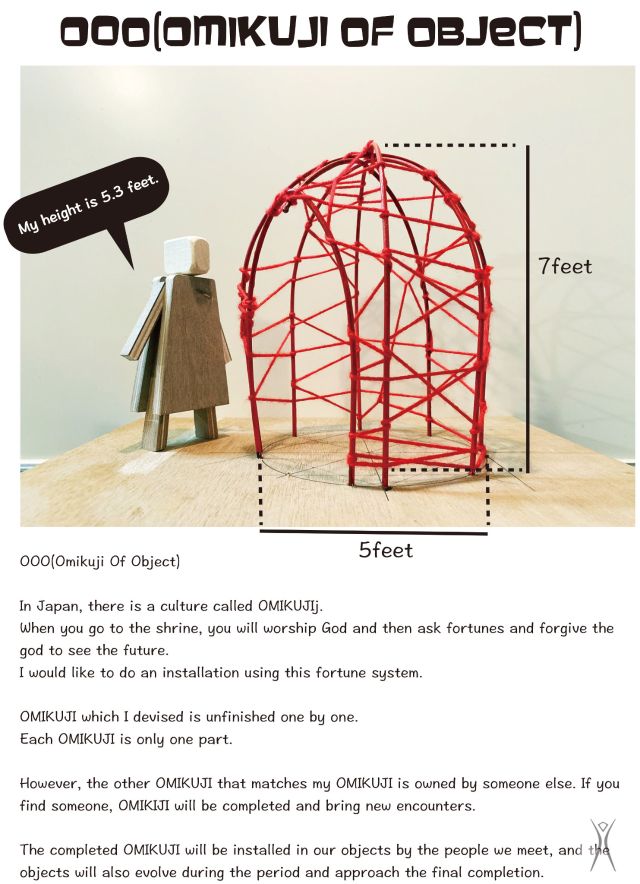 OOO(OMIKUJI OF OBJECT)
My height is 5.3 feet.
7feet
5feet
OOO(Omikuji Of Object)
In Japan, there is a culture called OMIKUJIj.
When you go to the shrine, you will worship God and then ask fortunes and forgive the
god to see the future.
I would like to do an installation using this fortune system.
OMIKUJI which I devised is unfinished one by one.
Each OMIKUJI is only one part.
However, the other OMIKUJI that matches my OMIKUJI is owned by someone else. If you
find someone, OMIKIJI will be completed and bring new encounters.
The completed OMIKUJI will be installed in our objects by the people we meet, and the
objects will also evolve during the period and approach the final completion.